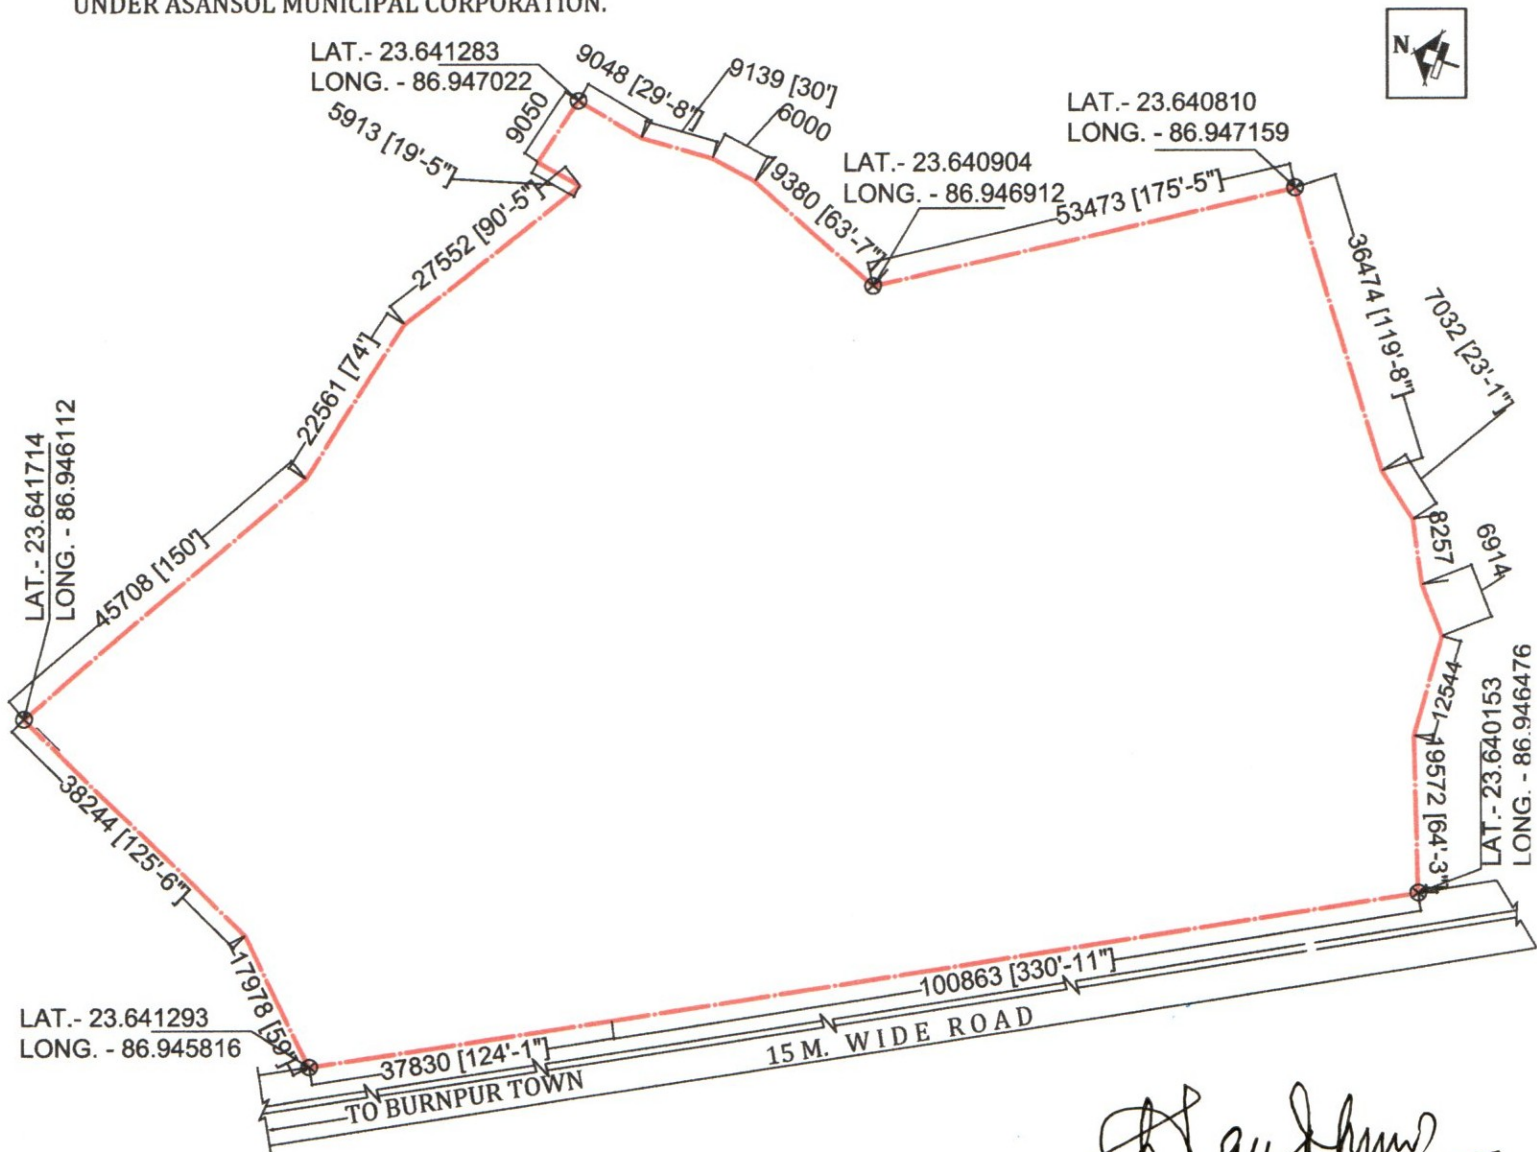 UNDER ASANSOL MUNICIPAL CORPORATION.
N
LAT.- 23.641283
LONG. - 86.947022
9048 [29'-8"]
9139 [30']
6000
9050
5913 [19'-5"]
LAT.- 23.640810
LONG. - 86.947159
LAT.- 23.640904
LONG. - 86.946912
19380 [63'-7"]
53473 [175'-5"]
27552 [90'-5"]
36474 [119'-8"]
7032 [23'-1"]
22561 [74']
8257
6914
LAT.- 23.641714
LONG. - 86.946112
45708 [150']
12544
19572 [64'-3"]
LAT.- 23.640153
LONG. - 86.946476
38244 [125'-6"]
17978 [59']
LAT.- 23.641293
LONG. - 86.945816
100863 [330'-11"]
37830 [124'-1"]
15 M. WIDE ROAD
TO BURNPUR TOWN